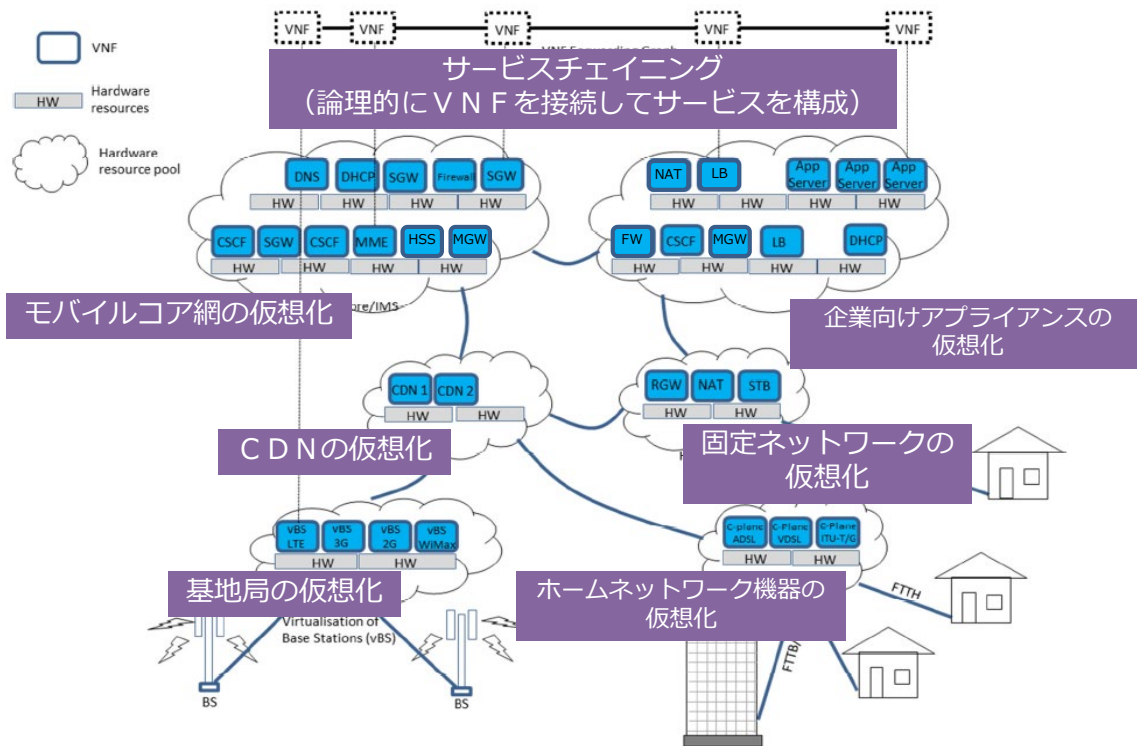 VNF
HW
Hardware
resources
Hardware
resource pool
VNF
VNF
VNF
VNF
VNF
サービスチェイニング
（論理的にＶＮＦを接続してサービスを構成）
DNS
DHCP
SGW
Firewall
SGW
HW
HW
HW
HW
CSCF
SGW
CSCF
MME
HSS
MGW
HW
HW
HW
HW
ore/IMS
モバイルコア網の仮想化
NAT
LB
App
Server
App
Server
App
Server
HW
HW
HW
HW
FW
CSCF
MGW
LB
DHCP
HW
HW
HW
HW
企業向けアプライアンスの
仮想化
CDN 1
CDN 2
HW
HW
ＣＤＮの仮想化
RGW
NAT
STB
HW
HW
固定ネットワークの
仮想化
vBS
LTE
vBS
3G
vBS
2G
vBS
WiMax
HW
HW
基地局の仮想化
Virtualisation of
Base Stations (vBS)
BS
BS
C-plane
ADSL
C-Plane
VDSL
C-Plane
ITU-T/G
HW
HW
ホームネットワーク機器の
仮想化
FTTH
FTTB/